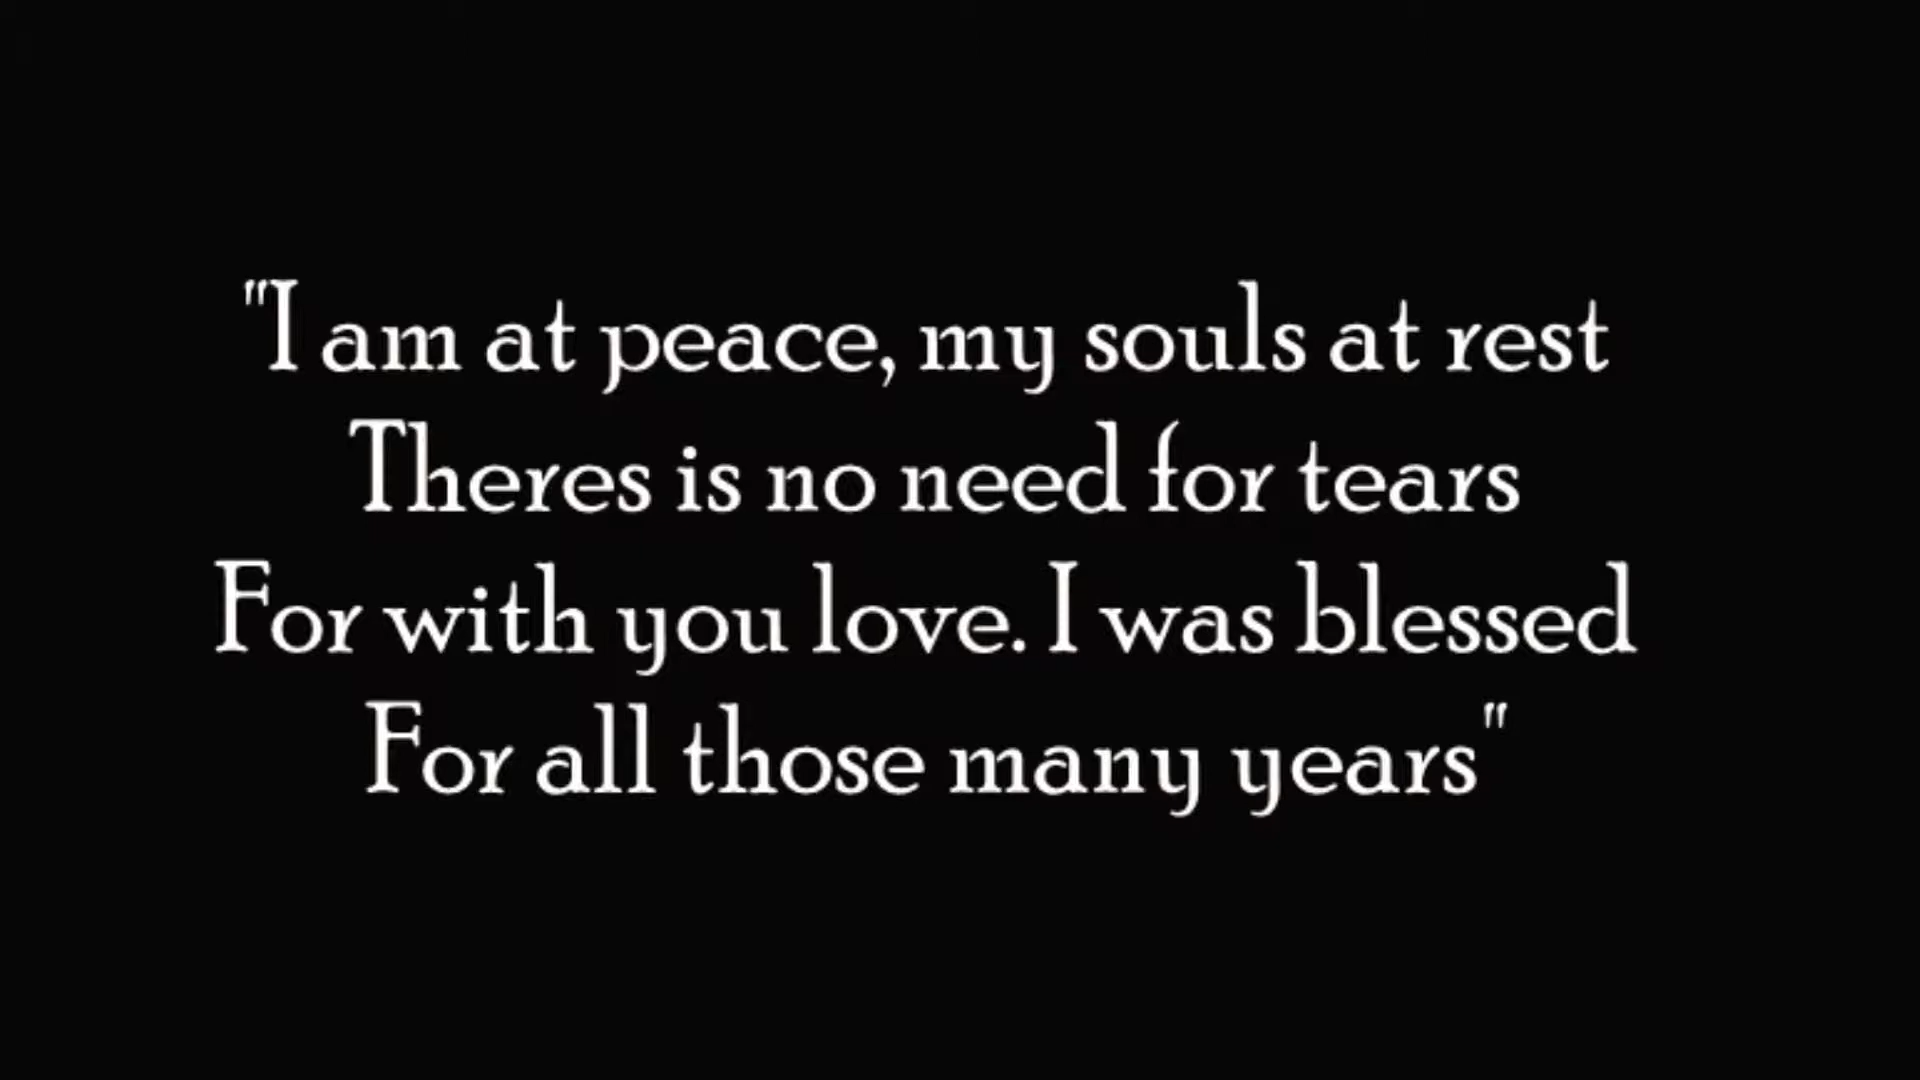 "I am at peace, my souls at rest
Theres is no need for tears
For with you love. I was blessed
For all those many years"